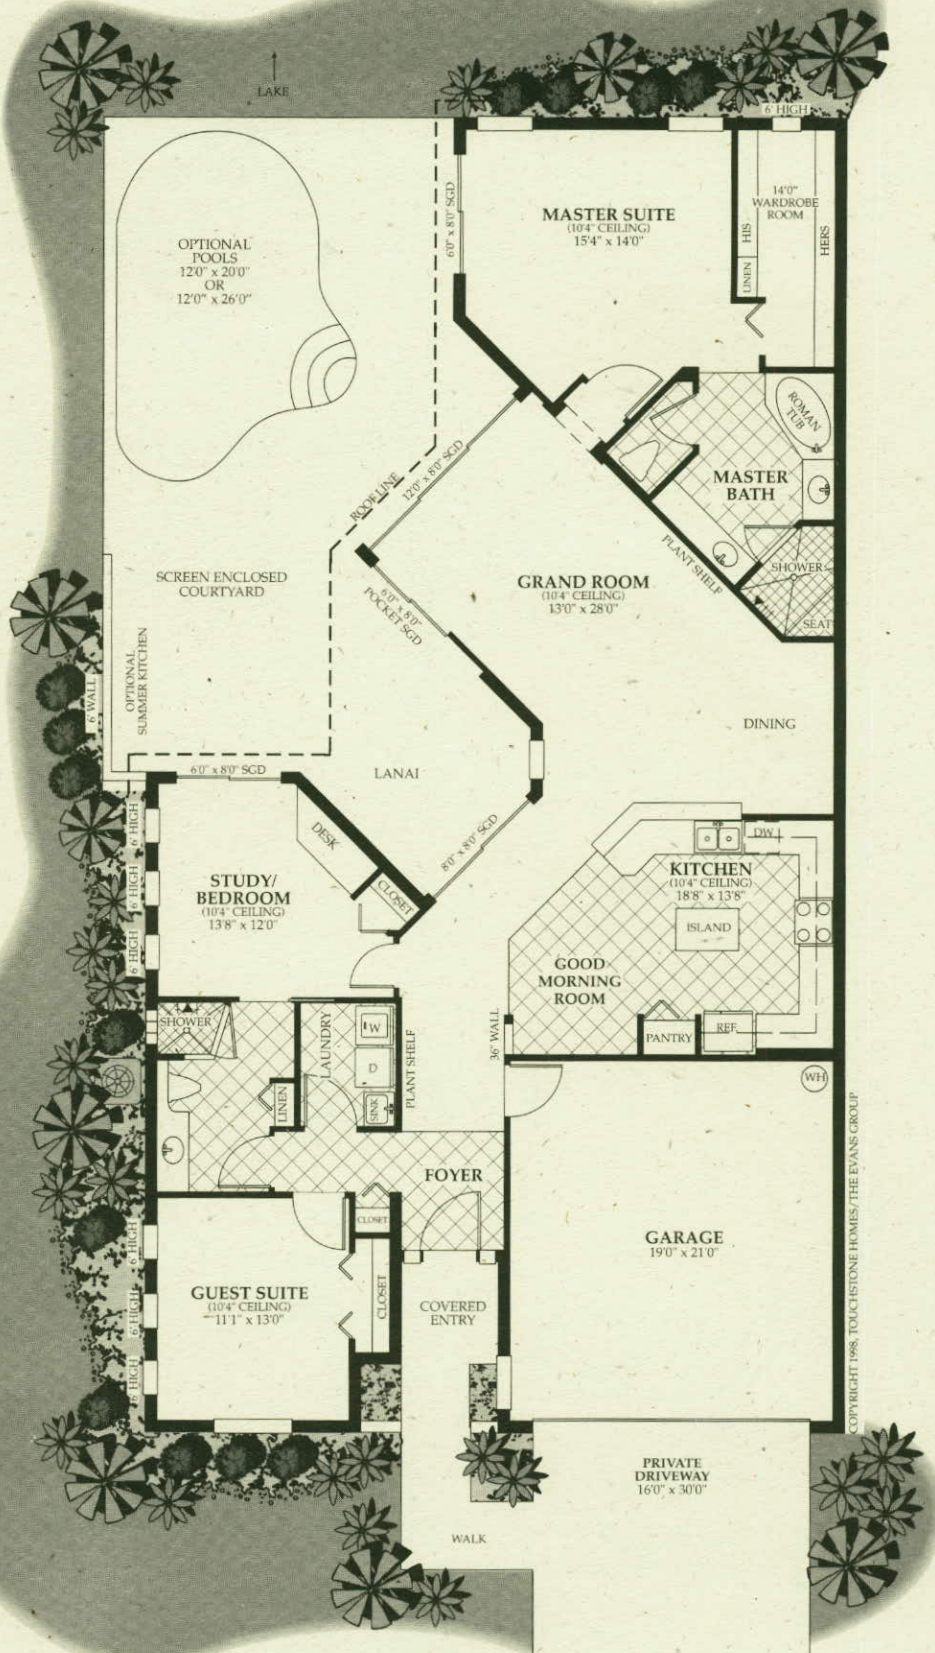 LAKE
6' HIGH
OPTIONAL
POOLS
12'0" x 20'0"
OR
12'0" x 26'0"
6'0" x 8'0" SGD
MASTER SUITE
(10'4" CEILING)
15'4" x 14'0"
HIS
LINEN
14'0"
WARDROBE
ROOM
HERS
ROMAN
TUB
MASTER
BATH
SHOWER
SEAT
PLANT SHELF
ROOF LINE
12'0" x 8'0" SGD
6'0" x 8'0"
POCKET SGD
GRAND ROOM
(10'4" CEILING)
13'0" x 28'0"
SCREEN ENCLOSED
COURTYARD
OPTIONAL
SUMMER KITCHEN
6' WALL
DINING
LANAI
6'0" x 8'0" SGD
8'0" x 8'0" SGD
DESK
CLOSET
STUDY/
BEDROOM
(10'4" CEILING)
13'8" x 12'0"
6' HIGH
6' HIGH
6' HIGH
DW
KITCHEN
(10'4" CEILING)
18'8" x 13'8"
ISLAND
GOOD
MORNING
ROOM
PANTRY
REF.
36" WALL
SHOWER
LAUNDRY
W
D
SINK
LINEN
PLANT SHELF
WH
FOYER
CLOSET
CLOSET
GUEST SUITE
(10'4" CEILING)
11'1" x 13'0"
6' HIGH
6' HIGH
6' HIGH
COVERED
ENTRY
GARAGE
19'0" x 21'0"
COPYRIGHT 1998, TOUCHSTONE HOMES/THE EVANS GROUP
PRIVATE
DRIVEWAY
16'0" x 30'0"
WALK